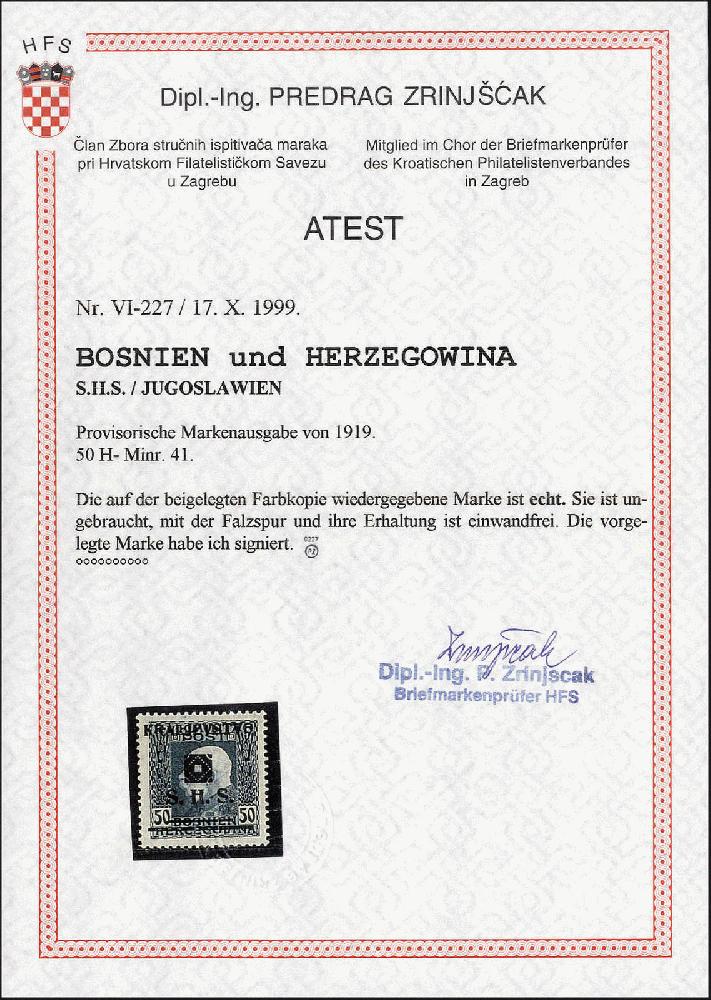 HFS
Dipl.-Ing. PREDRAG ZRINJŠĆAK
Član Zbora stručnih ispitivača maraka
pri Hrvatskom Filatelističkom Savezu
u Zagrebu
Mitglied im Chor der Briefmarkenprüfer
des Kroatischen Philatelistenverbandes
in Zagreb
ATEST
Nr. VI-227 / 17. X. 1999.
BOSNIEN und HERZEGOWINA
S.H.S. / JUGOSLAWIEN
Provisorische Markenausgabe von 1919.
50 H- Minr. 41.
Die auf der beigelegten Farbkopie wiedergegebene Marke ist echt. Sie ist un-
gebraucht, mit der Falzspur und ihre Erhaltung ist einwandfrei. Die vorge-
legte Marke habe ich signiert.
Dipl.-Ing. P. Zrinjscak
Briefmarkenprüfer HFS
KRALJEVSTVO
S. H. S.
50 BOSNIEN 50
HERCEGOVINA